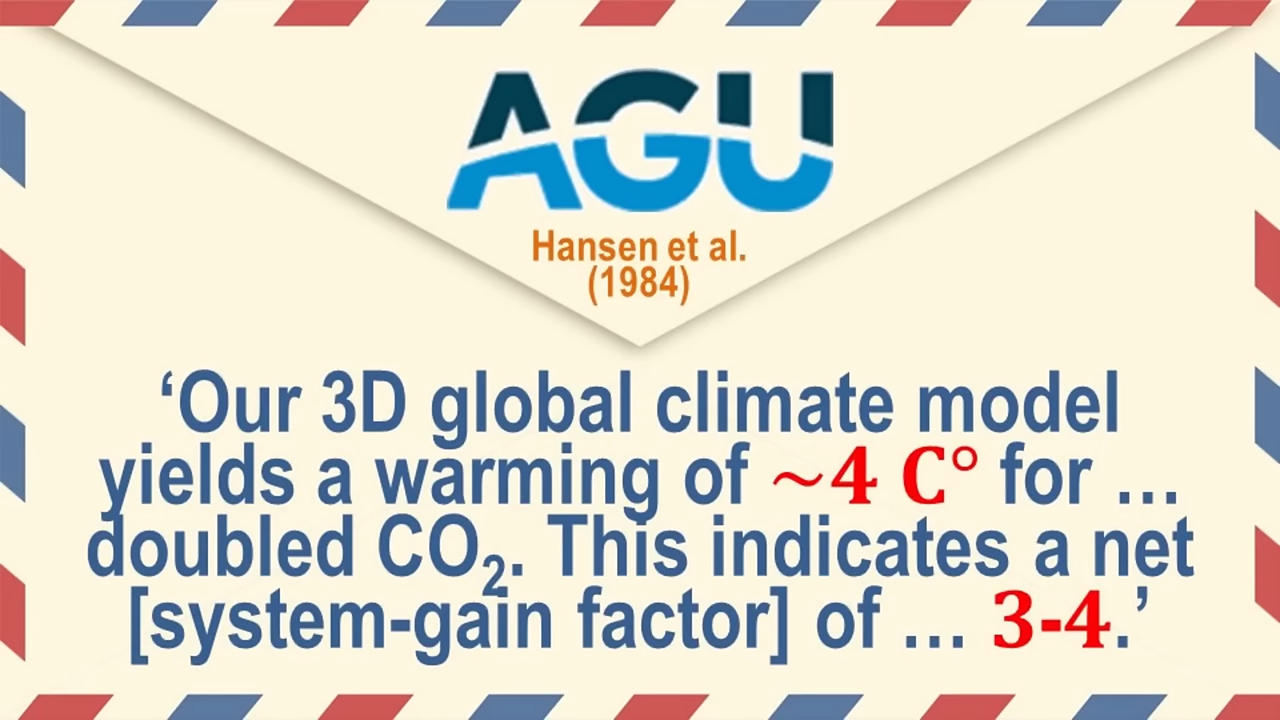 AGU
Hansen et al.
(1984)
‘Our 3D global climate model
yields a warming of ~4 C° for …
doubled CO₂. This indicates a net
[system-gain factor] of … 3-4.’